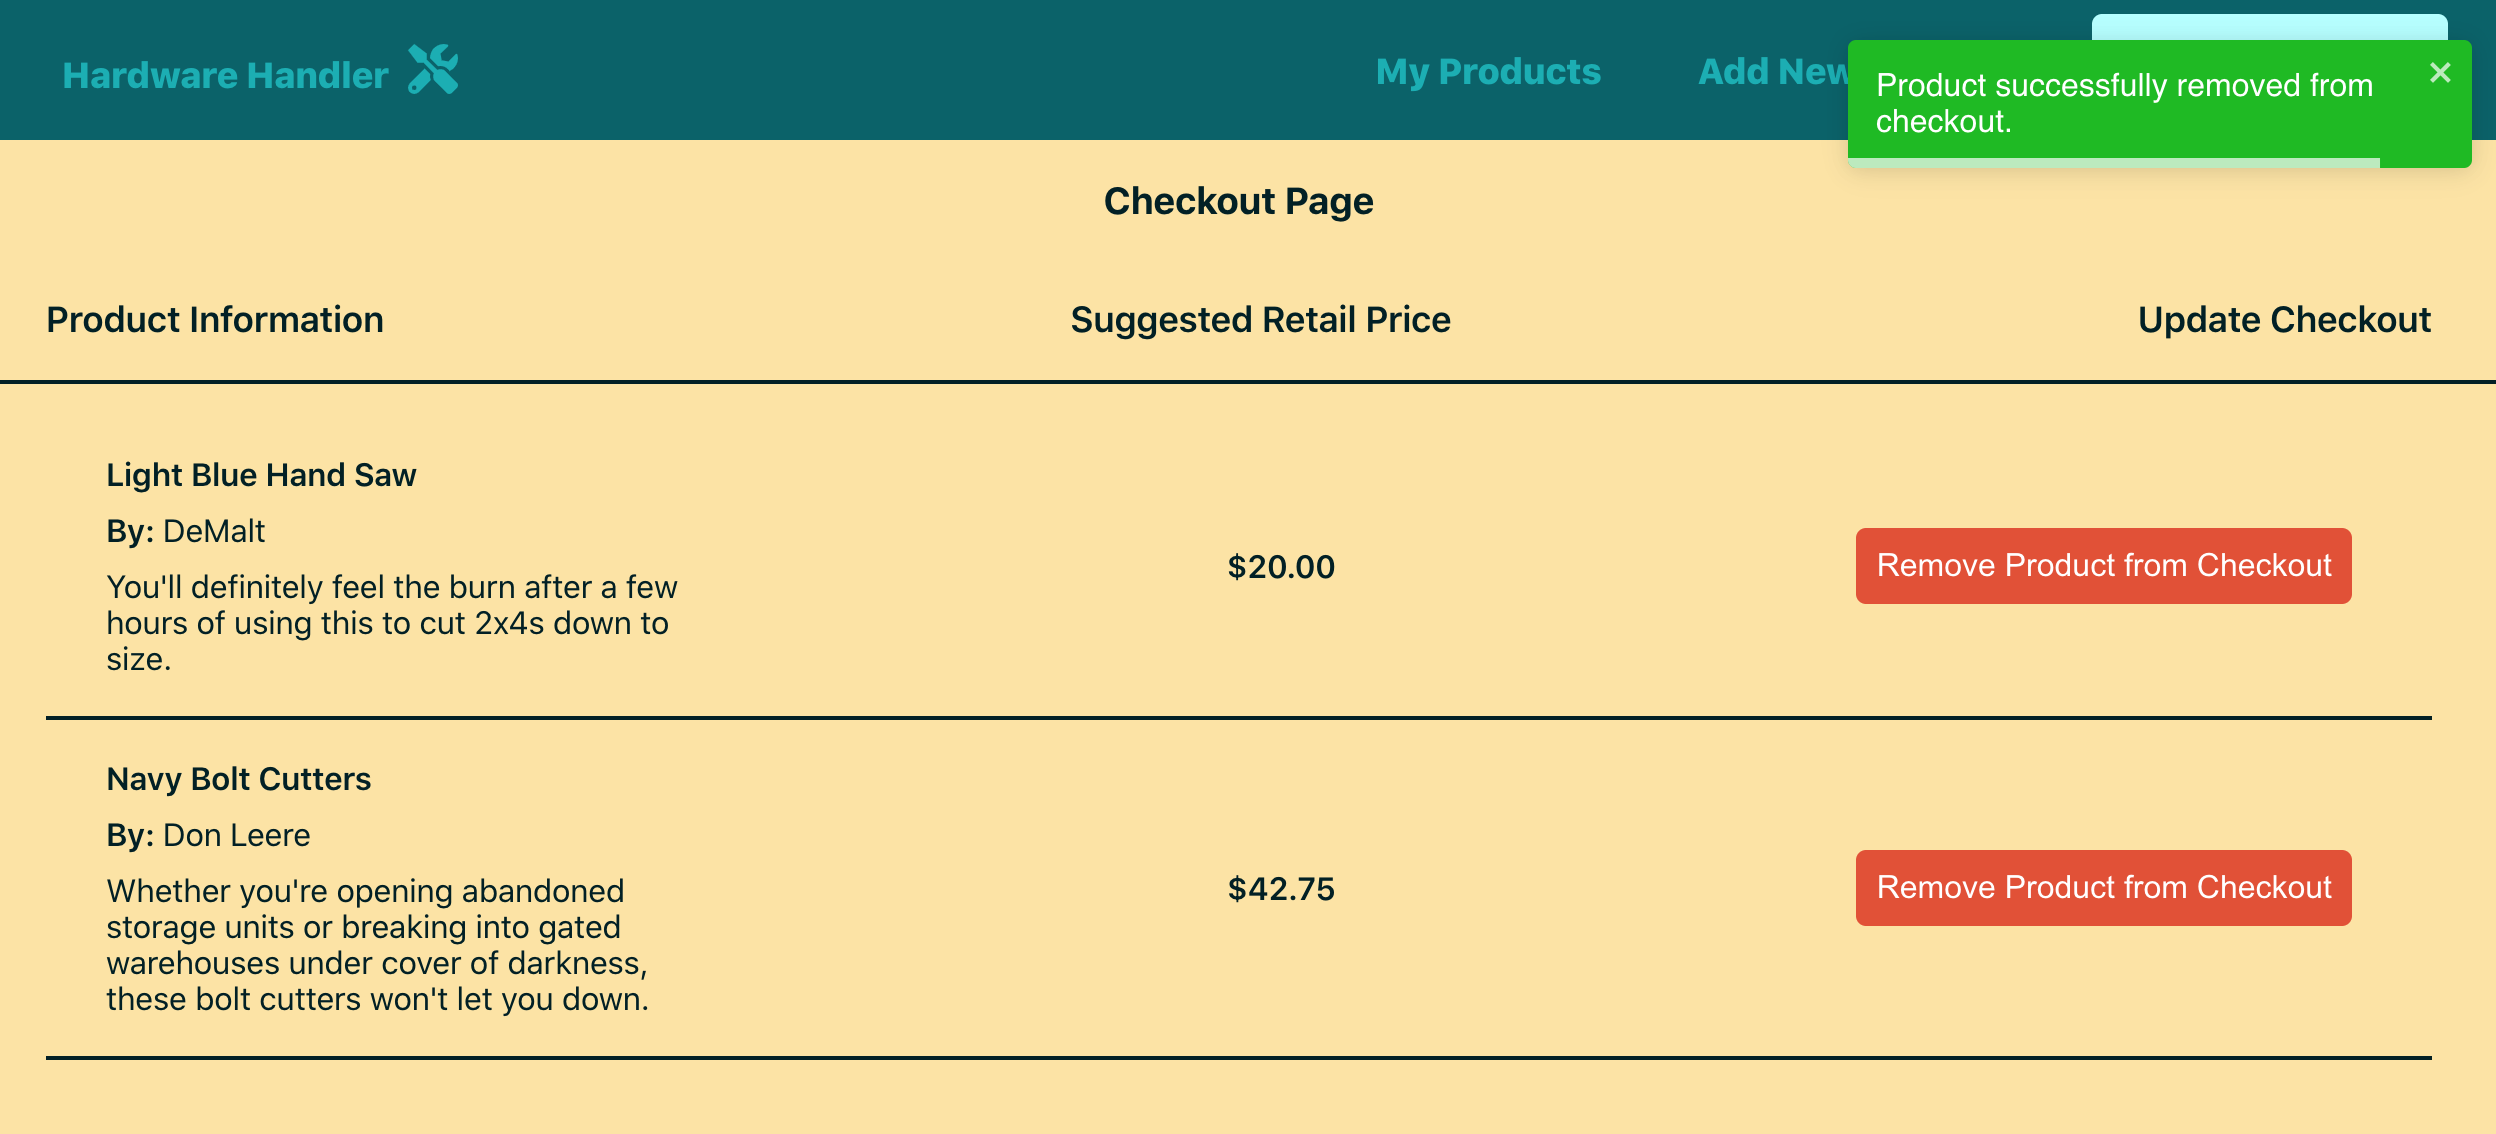 Hardware Handler
My Products
Add New
Product successfully removed from
checkout.
Checkout Page
Product Information
Suggested Retail Price
Update Checkout
Light Blue Hand Saw
By: DeMalt
You'll definitely feel the burn after a few
hours of using this to cut 2x4s down to
size.
$20.00
Remove Product from Checkout
Navy Bolt Cutters
By: Don Leere
Whether you're opening abandoned
storage units or breaking into gated
warehouses under cover of darkness,
these bolt cutters won't let you down.
$42.75
Remove Product from Checkout